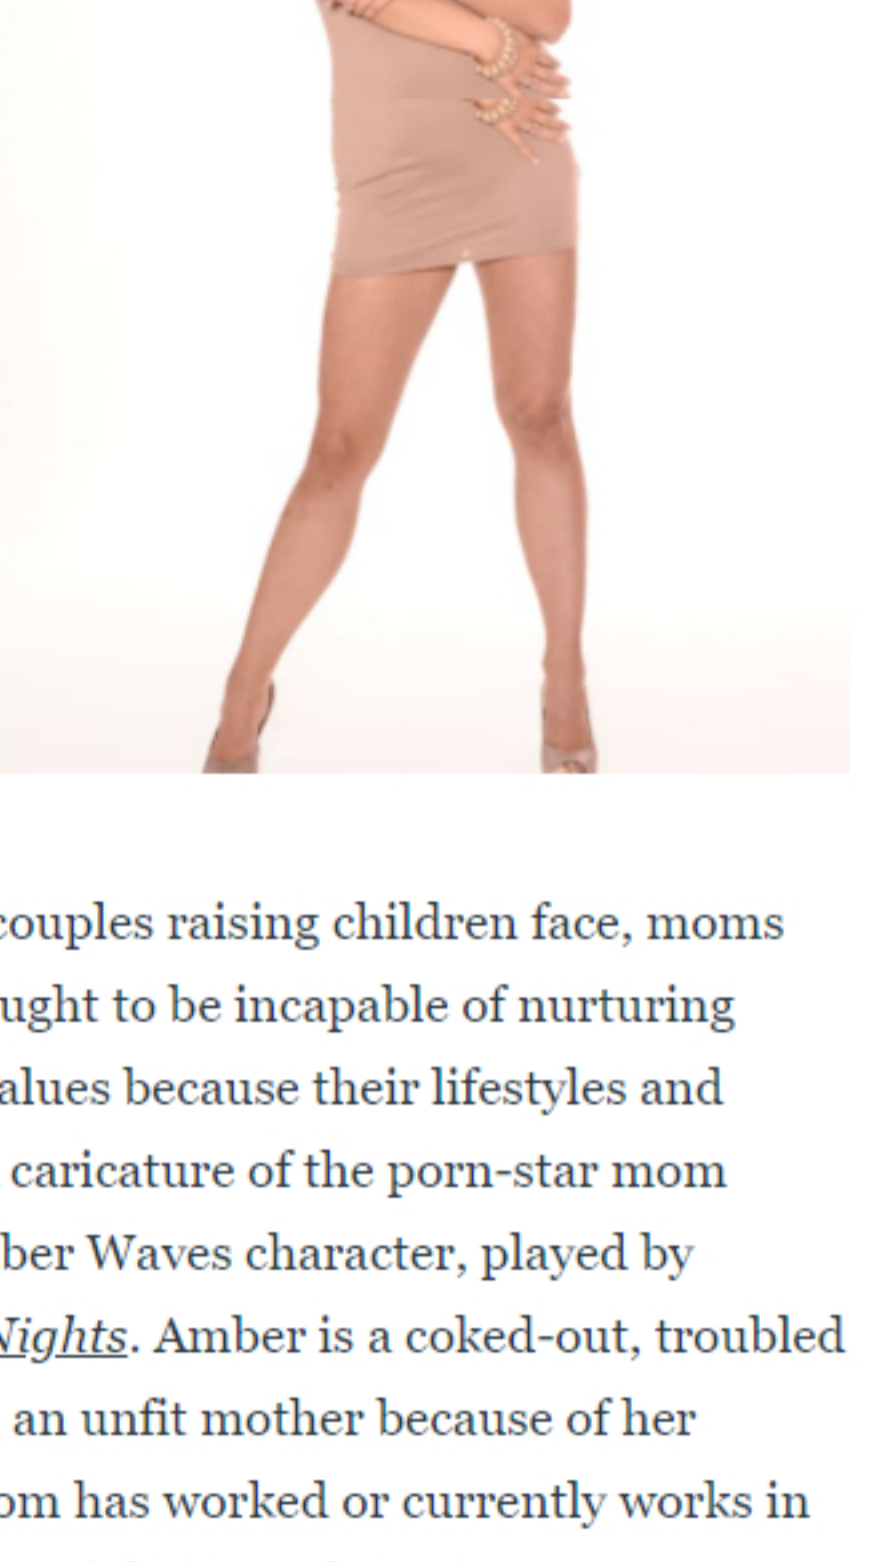 couples raising children face, moms
ught to be incapable of nurturing
alues because their lifestyles and
caricature of the porn-star mom
ber Waves character, played by
Nights. Amber is a coked-out, troubled
an unfit mother because of her
om has worked or currently works in